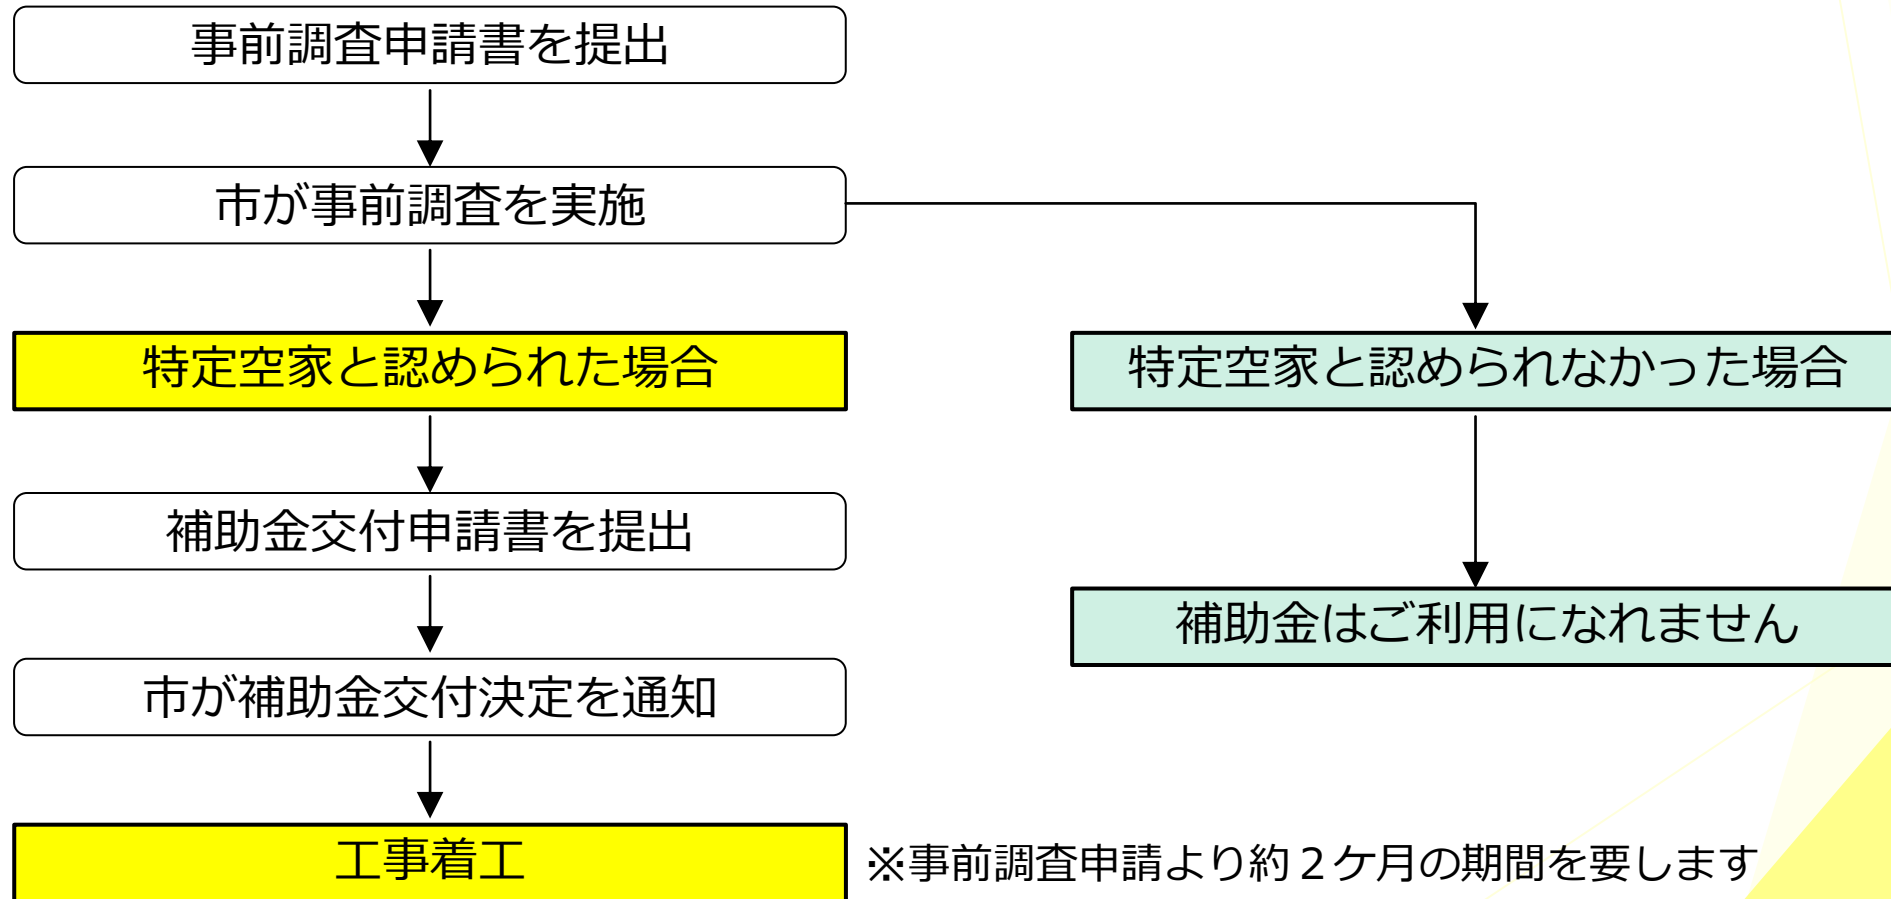 事前調査申請書を提出
市が事前調査を実施
特定空家と認められた場合
特定空家と認められなかった場合
補助金交付申請書を提出
補助金はご利用になれません
市が補助金交付決定を通知
工事着工
※事前調査申請より約２ケ月の期間を要します